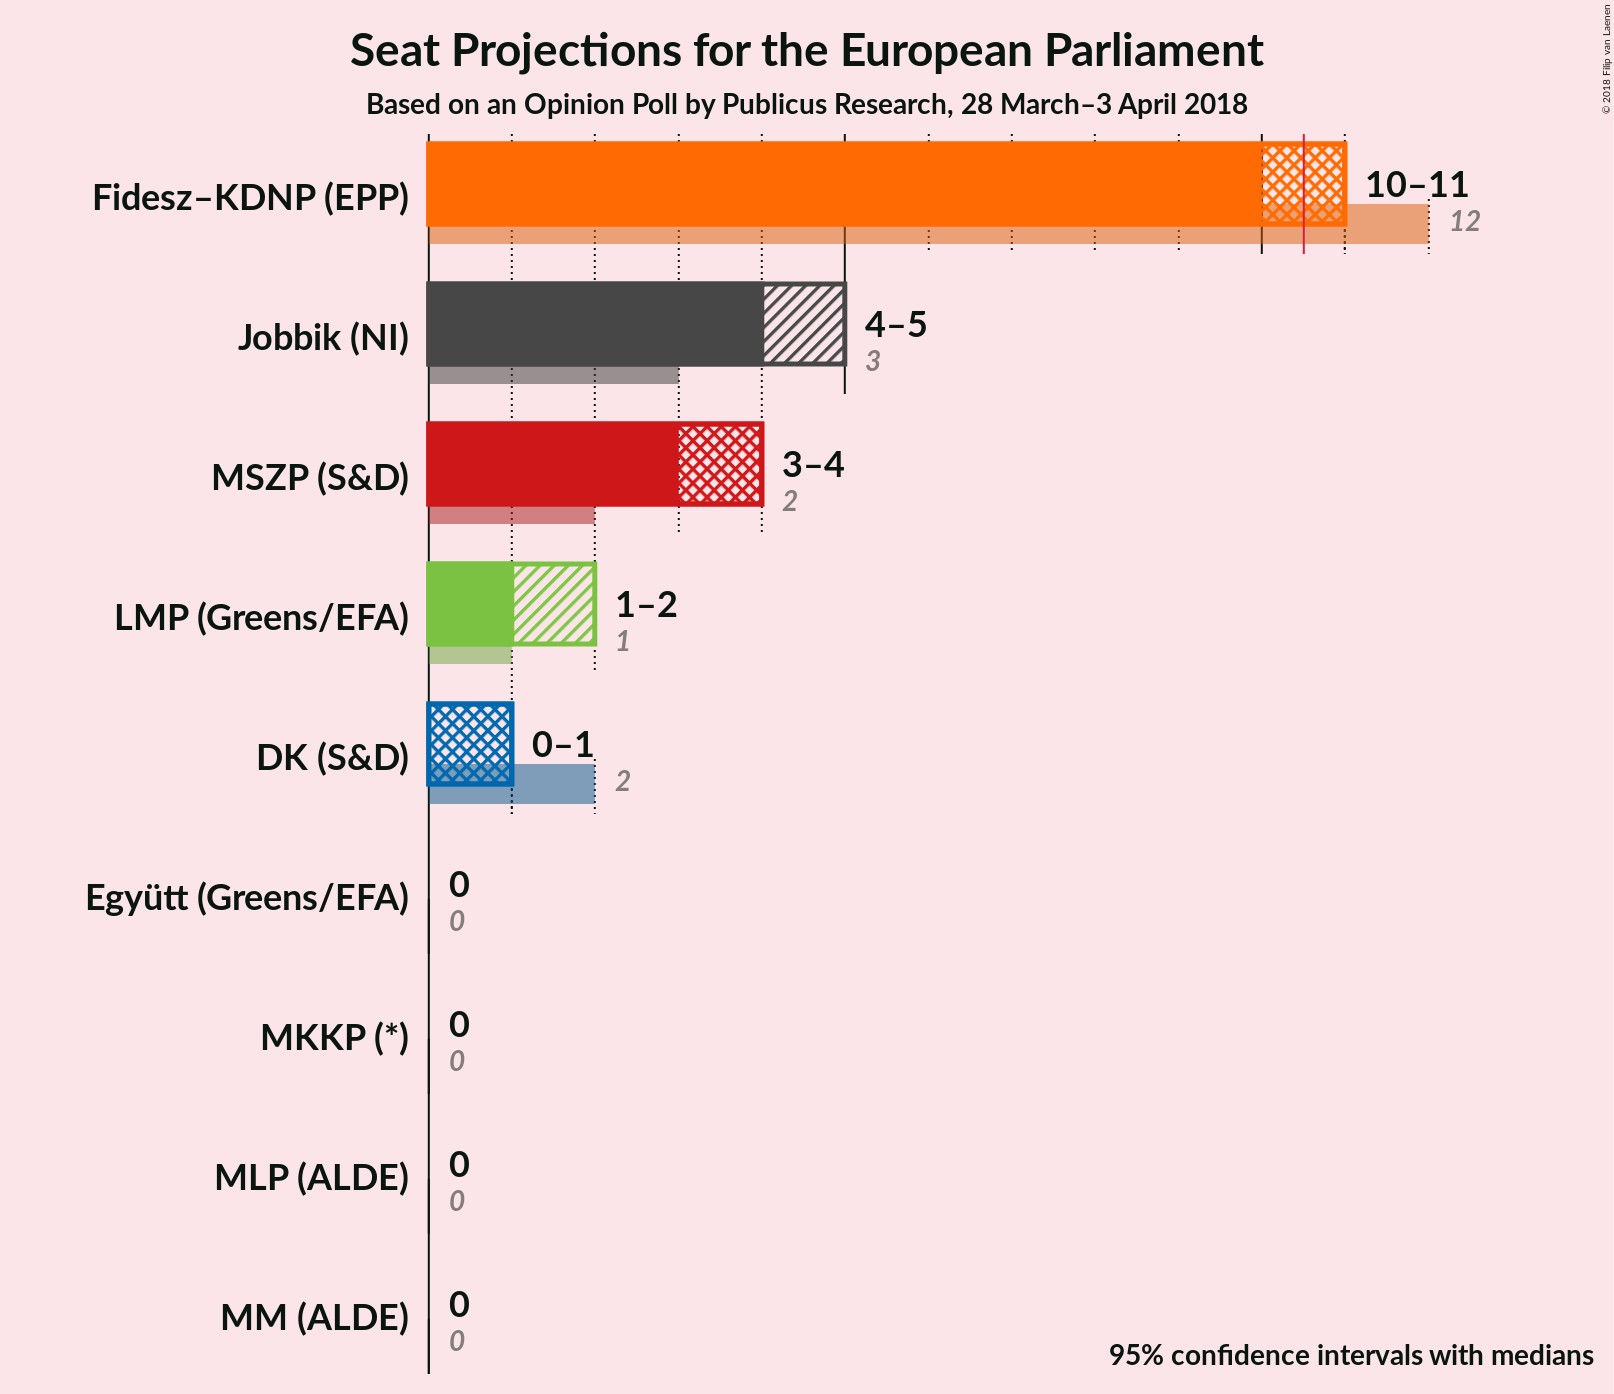 Seat Projections for the European Parliament
Based on an Opinion Poll by Publicus Research, 28 March–3 April 2018
© 2018 Filip van Laenen
Fidesz–KDNP (EPP)
10–11
12
Jobbik (NI)
4–5
3
MSZP (S&D)
3–4
2
LMP (Greens/EFA)
1–2
1
DK (S&D)
0–1
2
Együtt (Greens/EFA)
0
0
MKKP (*)
0
0
MLP (ALDE)
0
0
MM (ALDE)
0
0
95% confidence intervals with medians